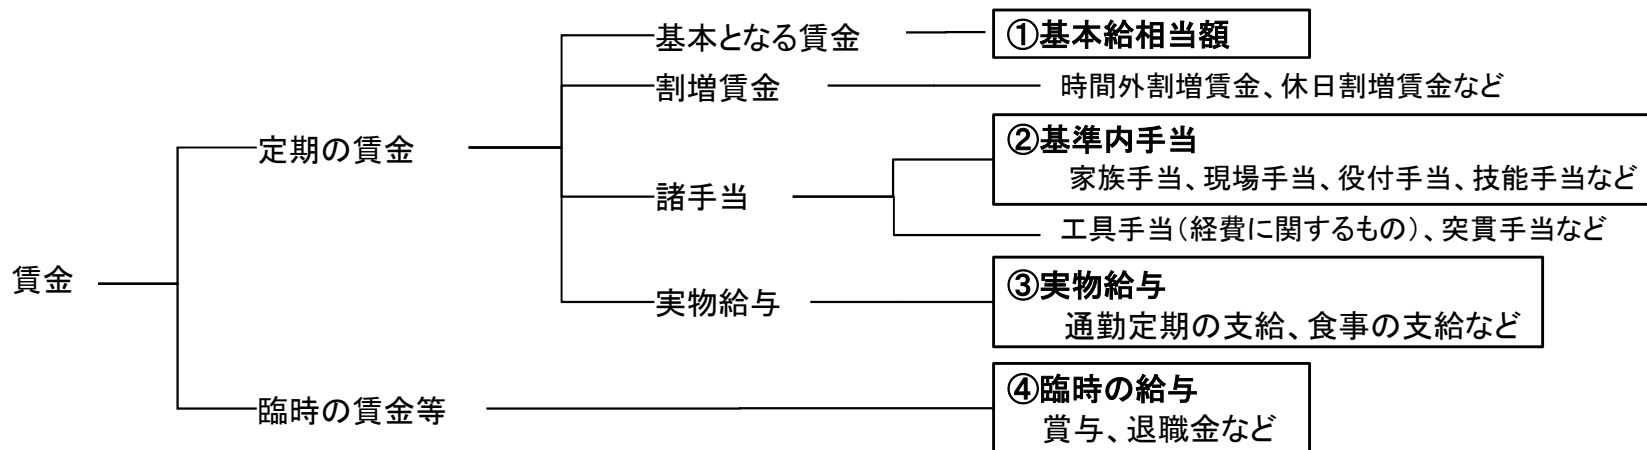 基本となる賃金 ①基本給相当額
割増賃金 時間外割増賃金、休日割増賃金など
定期の賃金 ②基準内手当
家族手当、現場手当、役付手当、技能手当など
諸手当
工具手当(経費に関するもの)、突貫手当など
賃金
実物給与 ③実物給与
通勤定期の支給、食事の支給など
臨時の賃金等 ④臨時の給与
賞与、退職金など